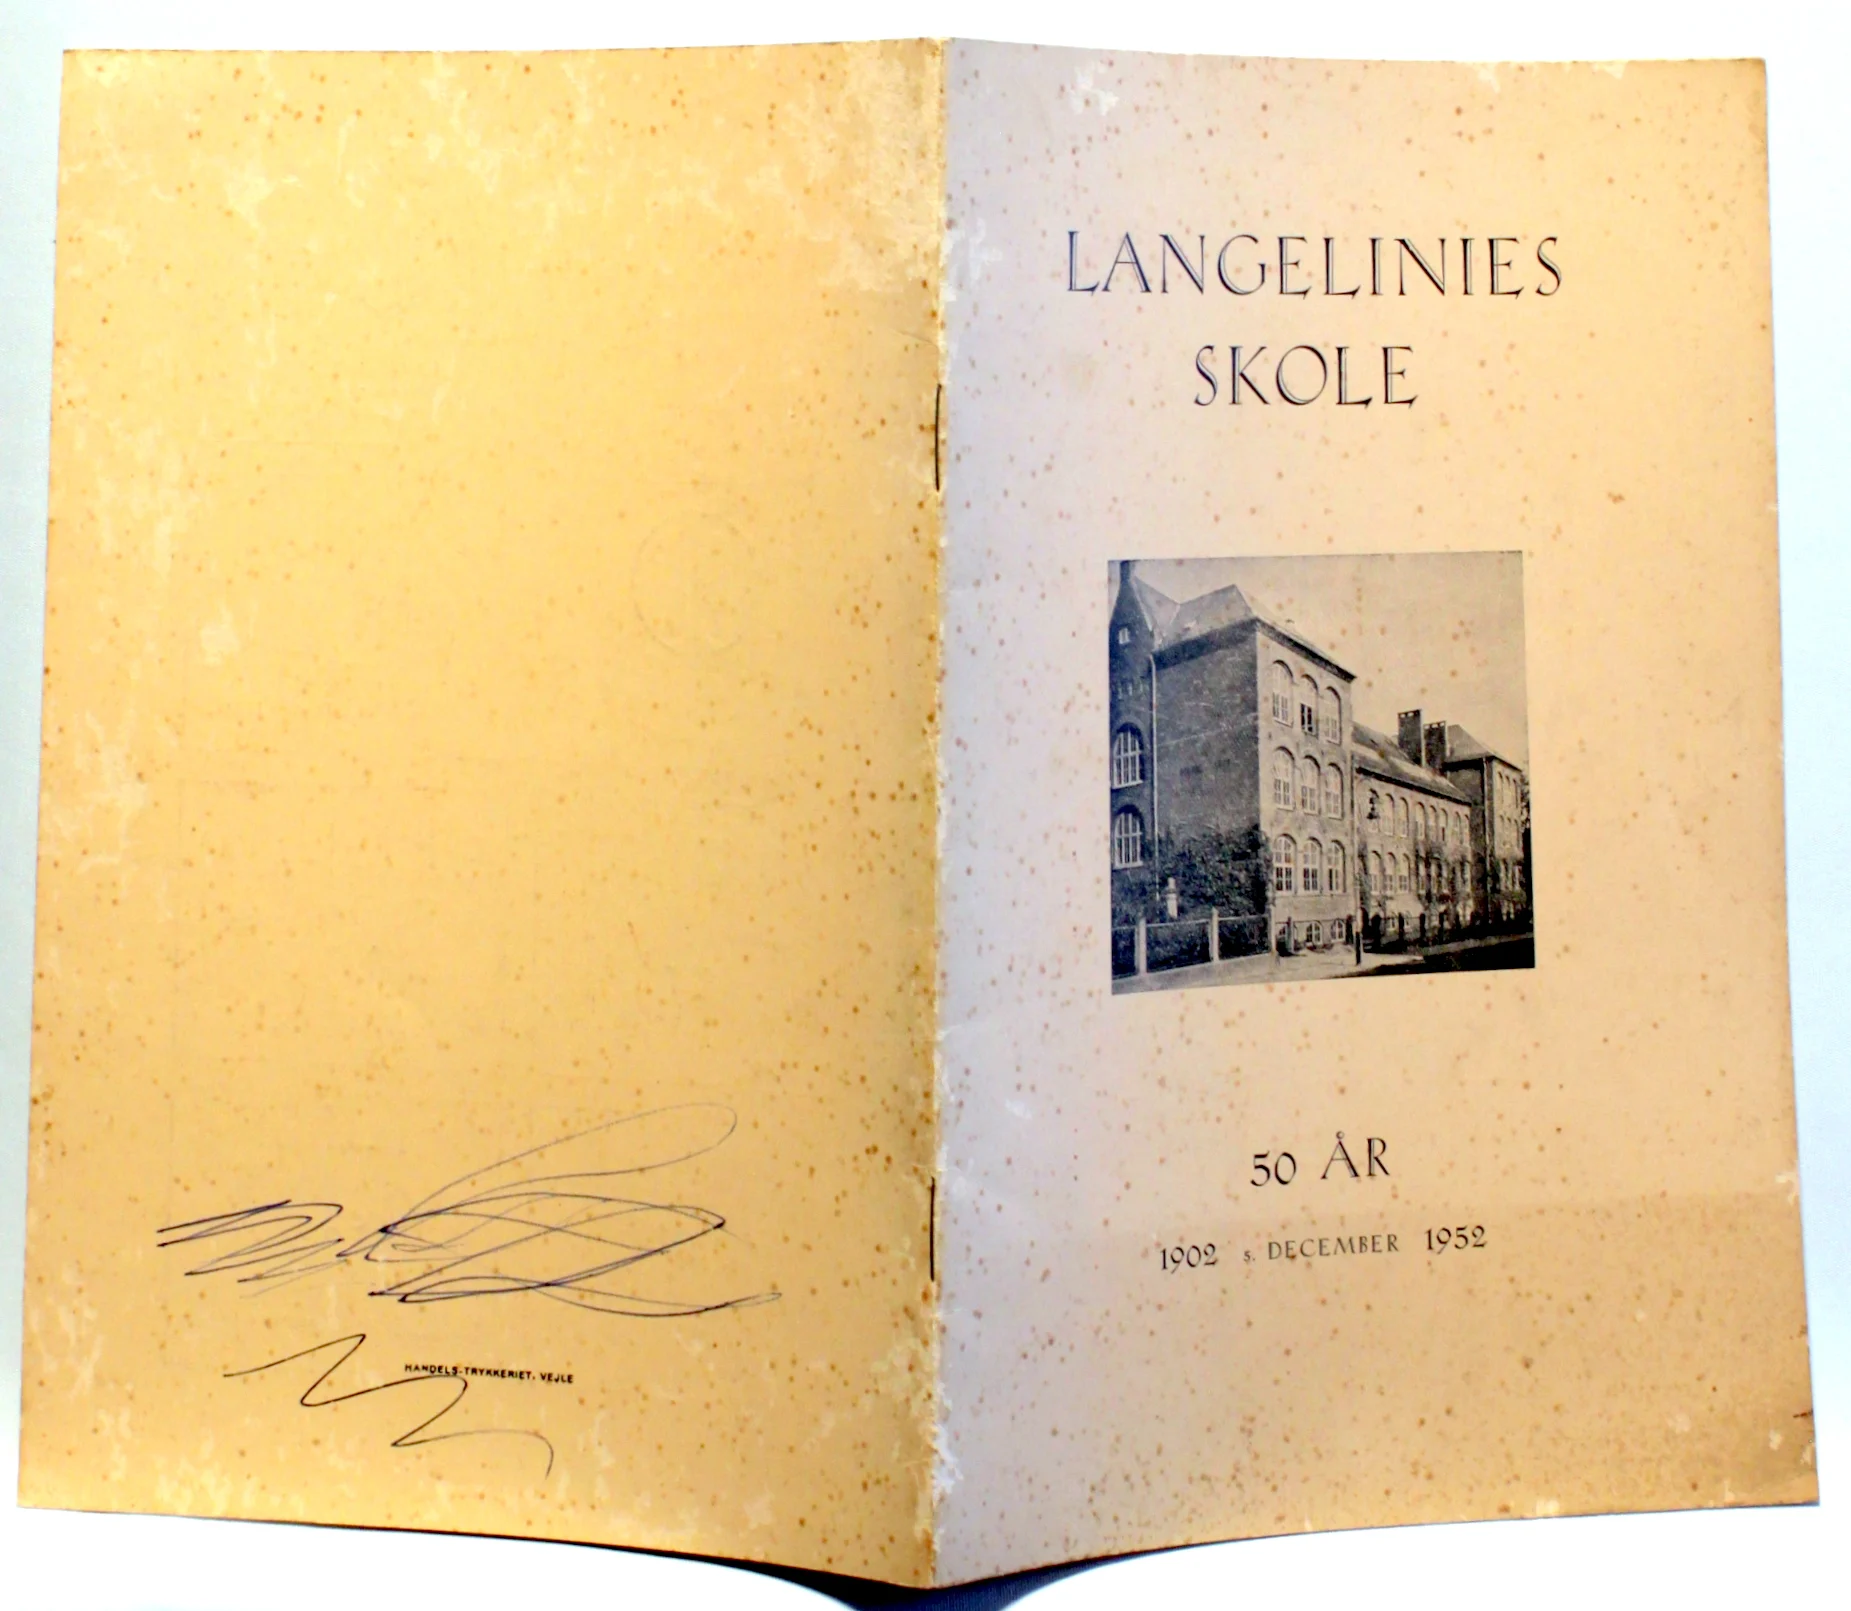 LANGELINIES
SKOLE
50 ÅR
1902 5. DECEMBER 1952
HANDELS-TRYKKERIET, VEJLE